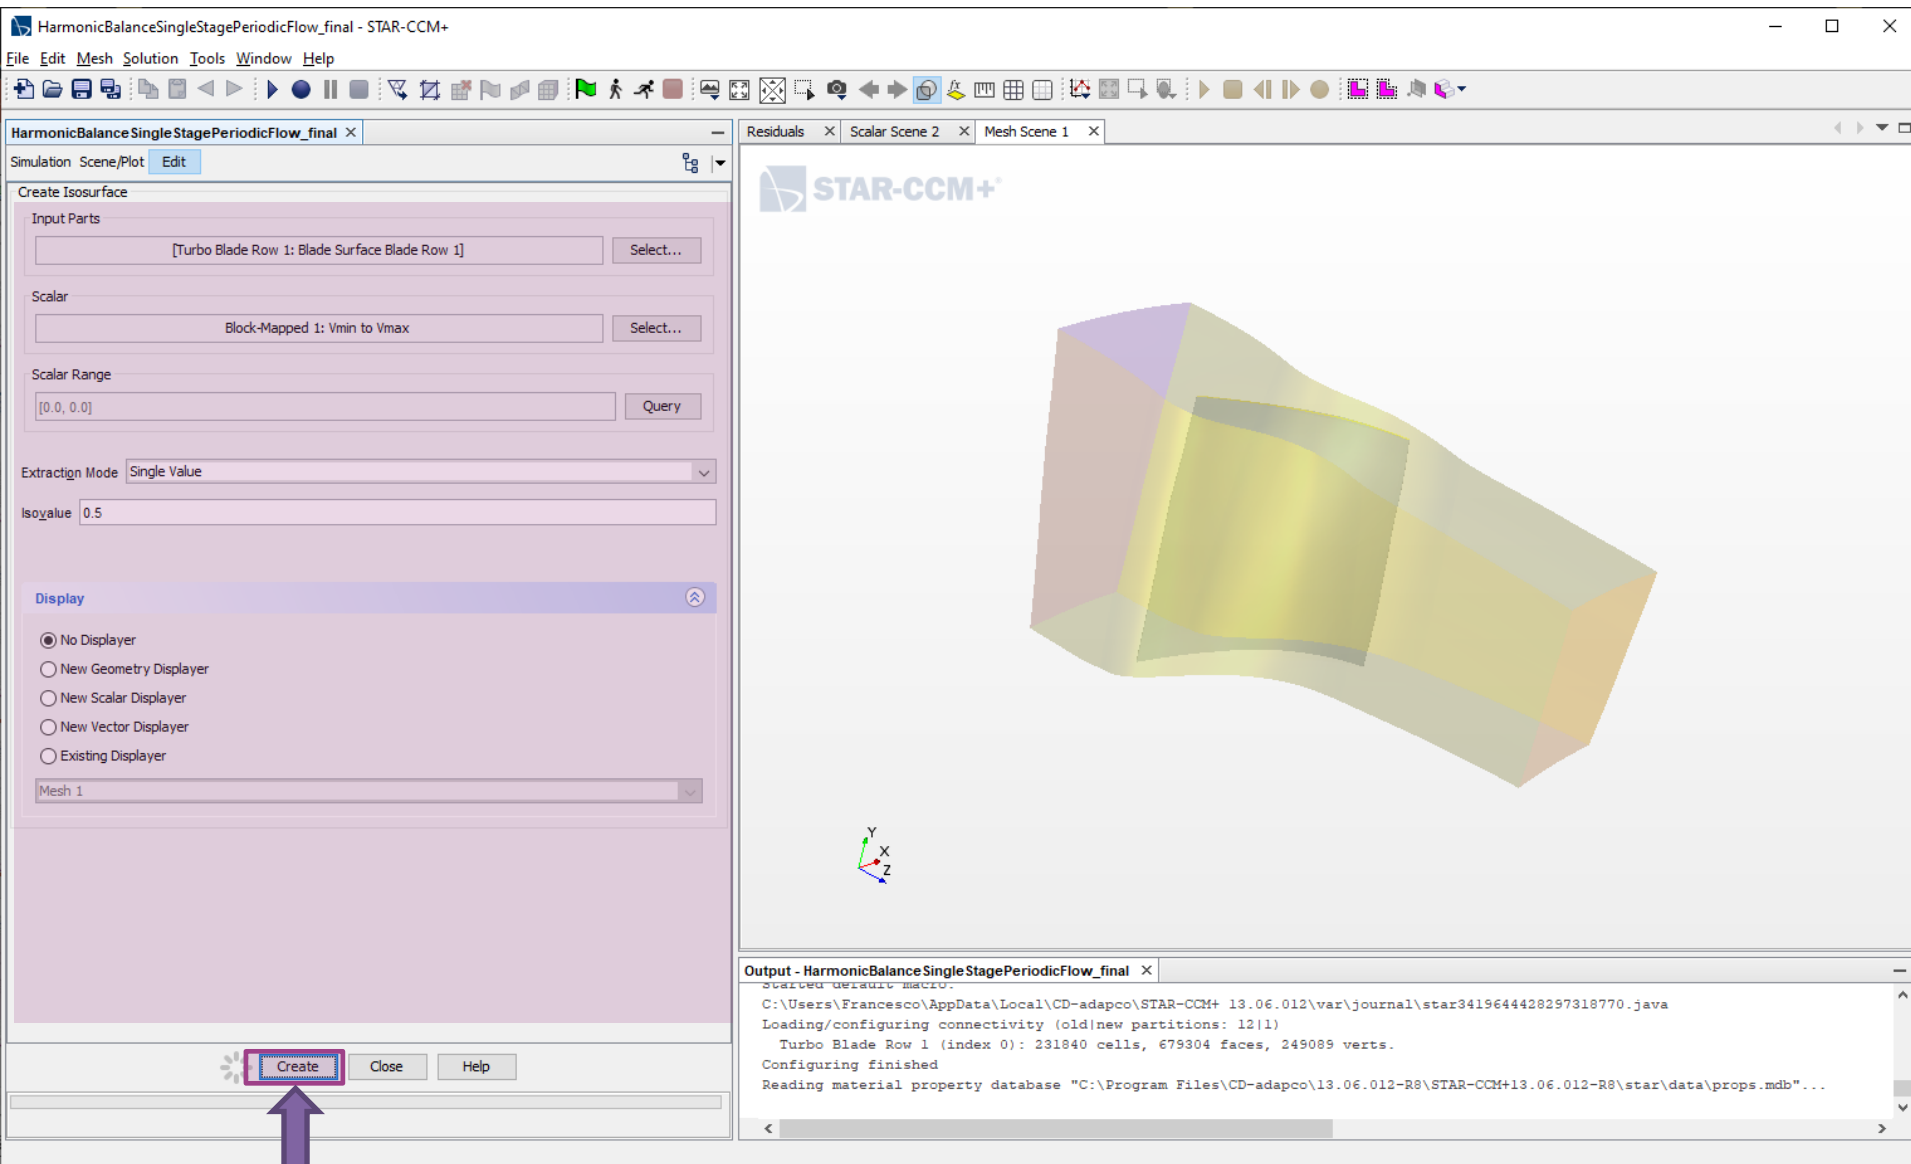 HarmonicBalanceSingleStagePeriodicFlow_final - STAR-CCM+
File Edit Mesh Solution Tools Window Help
HarmonicBalanceSingleStagePeriodicFlow_final
Simulation Scene/Plot Edit
Create Isosurface
Input Parts
[Turbo Blade Row 1: Blade Surface Blade Row 1]
Select...
Scalar
Block-Mapped 1: Vmin to Vmax
Select...
Scalar Range
[0.0, 0.0]
Query
Extraction Mode Single Value
Isovalue 0.5
Display
No Displayer
New Geometry Displayer
New Scalar Displayer
New Vector Displayer
Existing Displayer
Mesh 1
Create Close Help
Residuals Scalar Scene 2 Mesh Scene 1
STAR-CCM+
Y
X
Z
Output - HarmonicBalanceSingleStagePeriodicFlow_final
Started default macro:
C:\Users\Francesco\AppData\Local\CD-adapco\STAR-CCM+ 13.06.012\var\journal\star3419644428297318770.java
Loading/configuring connectivity (old|new partitions: 12|1)
Turbo Blade Row 1 (index 0): 231840 cells, 679304 faces, 249089 verts.
Configuring finished
Reading material property database "C:\Program Files\CD-adapco\13.06.012-R8\STAR-CCM+13.06.012-R8\star\data\props.mdb"...